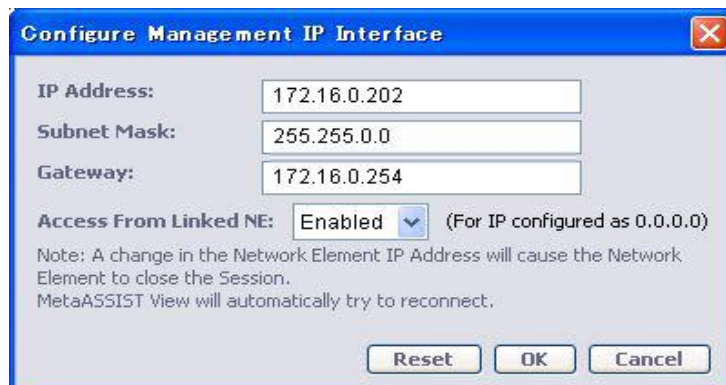 Configure Management IP Interface
IP Address: 172.16.0.202
Subnet Mask: 255.255.0.0
Gateway: 172.16.0.254
Access From Linked NE: Enabled (For IP configured as 0.0.0.0)
Note: A change in the Network Element IP Address will cause the Network
Element to close the Session.
MetaASSIST View will automatically try to reconnect.
Reset OK Cancel